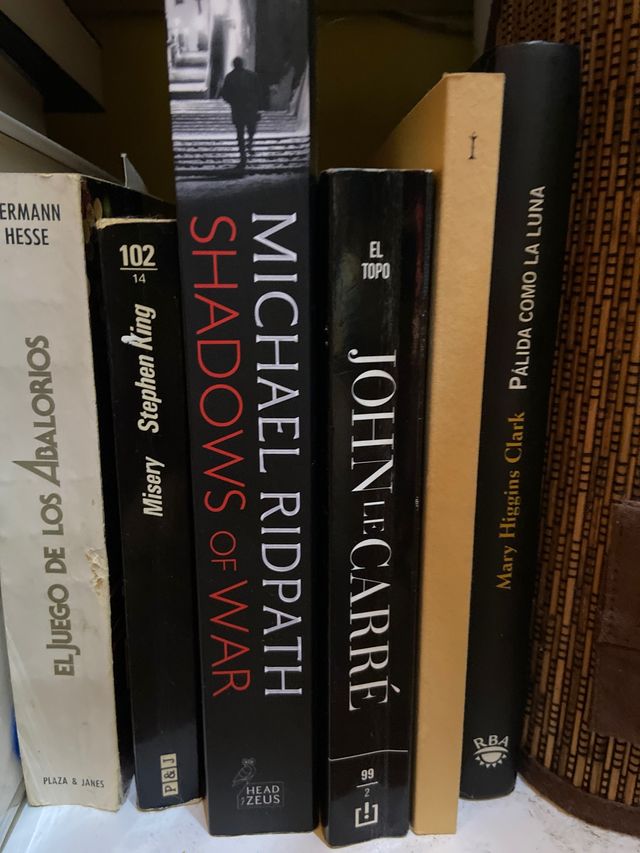 ERMANN
HESSE
EL JUEGO DE LOS ABALORIOS
PLAZA & JANES
102
14
Misery Stephen King
P&J
MICHAEL RIDPATH
SHADOWS OF WAR
HEAD
ZEUS
EL
TOPO
JOHN LE CARRÉ
99
2
[!]
Í
Mary Higgins Clark PÁLIDA COMO LA LUNA
RBA